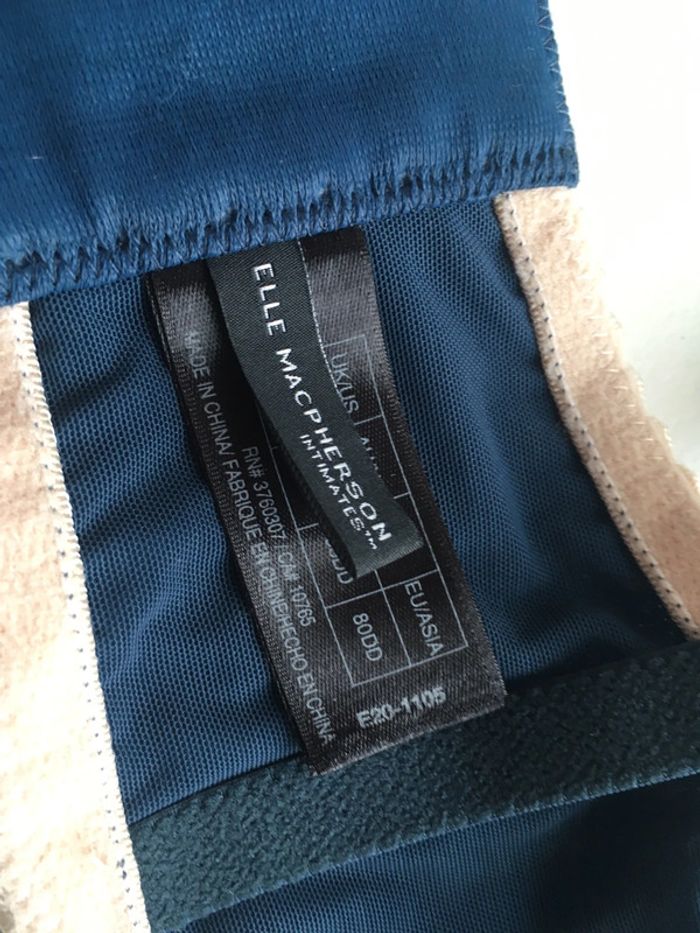 ELLE MACPHERSON
INTIMATES™
UK/US
EU/ASIA
80DD
E20-1105
MADE IN CHINA/ FABRIQUE EN CHINE/HECHO EN CHINA
RN# 3760307 CA# 10765